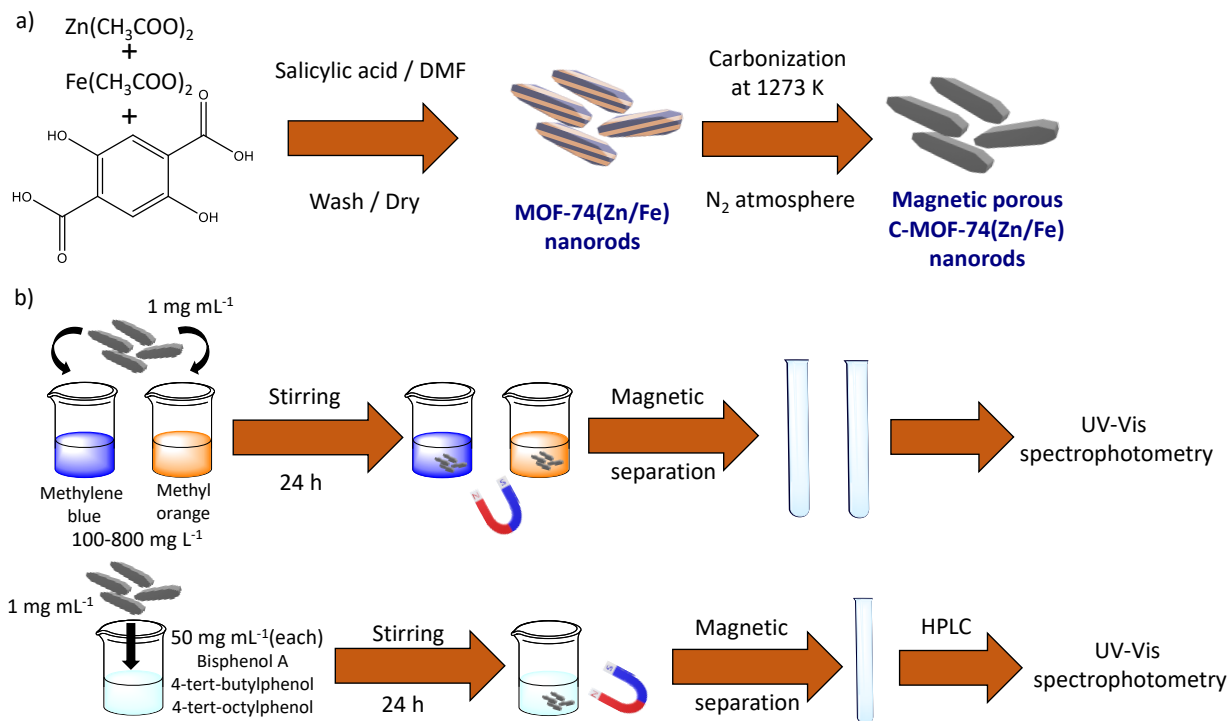 a)
Zn(CH₃COO)₂
+
Fe(CH₃COO)₂
+
O
HO
OH
HO
OH
O
Salicylic acid / DMF
Wash / Dry
MOF-74(Zn/Fe)
nanorods
Carbonization
at 1273 K
N₂ atmosphere
Magnetic porous
C-MOF-74(Zn/Fe)
nanorods
b)
1 mg mL⁻¹
Methylene
blue
Methyl
orange
100-800 mg L⁻¹
Stirring
24 h
N
S
Magnetic
separation
UV-Vis
spectrophotometry
1 mg mL⁻¹
50 mg mL⁻¹(each)
Bisphenol A
4-tert-butylphenol
4-tert-octylphenol
Stirring
24 h
S
N
Magnetic
separation
HPLC
UV-Vis
spectrophotometry